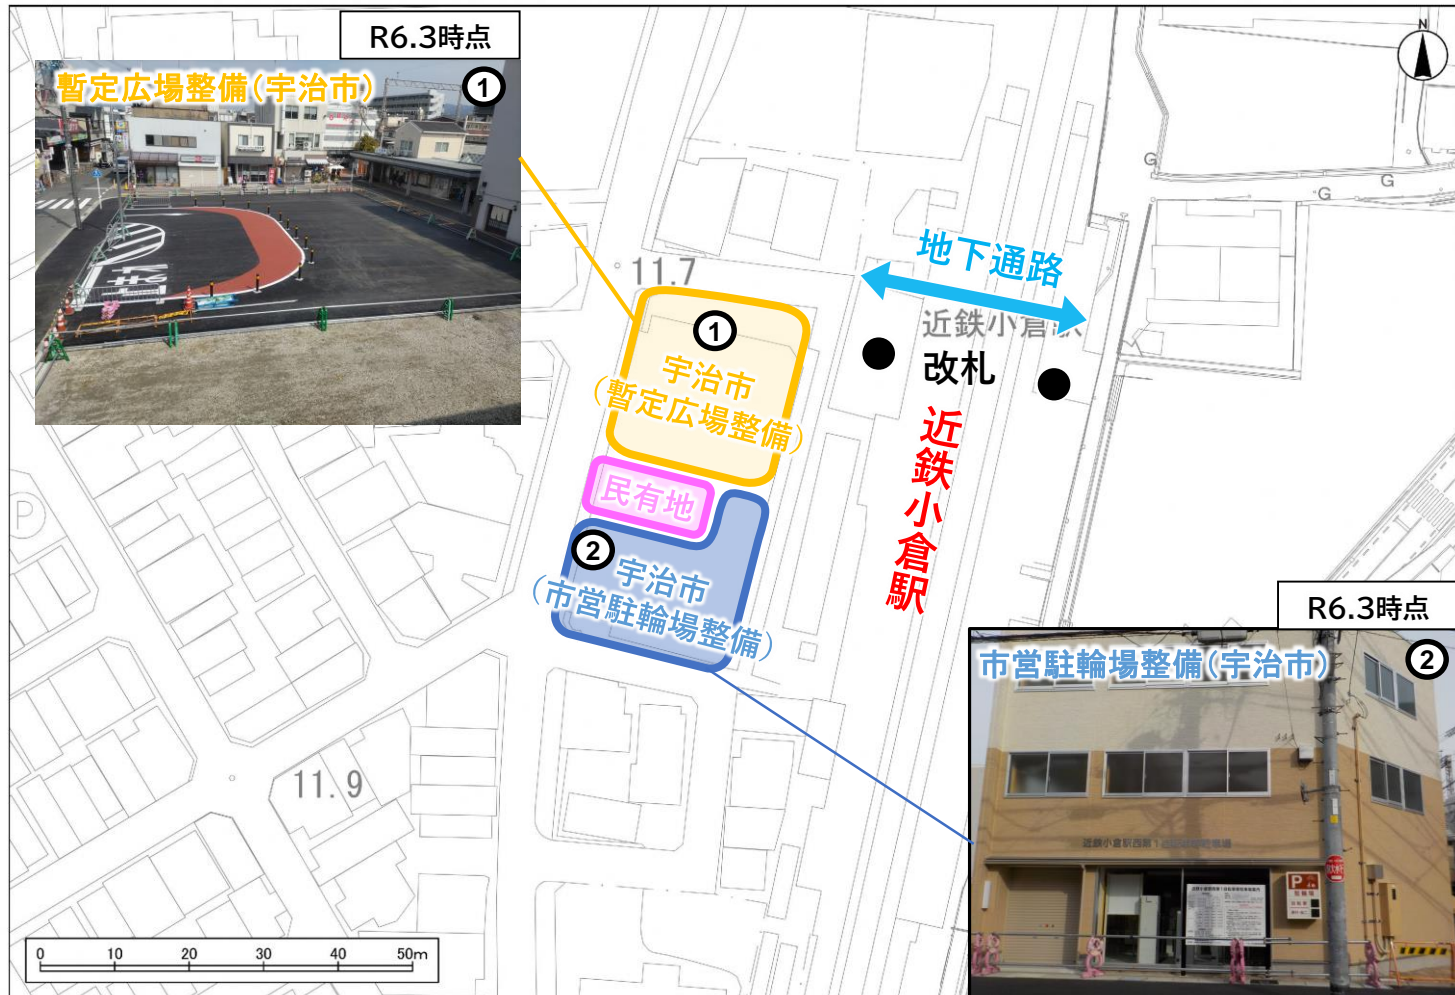 R6.3時点
暫定広場整備(宇治市)
1
N
G
G
G
地下通路
11.7
近鉄小倉駅
改札
1
宇治市
(暫定広場整備)
近鉄小倉駅
民有地
P
2
宇治市
(市営駐輪場整備)
R6.3時点
市営駐輪場整備(宇治市)
2
11.9
P
0 10 20 30 40 50m